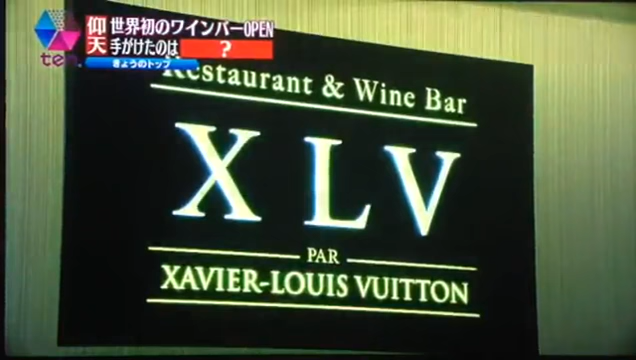 仰天
世界初のワインバーOPEN
手がけたのは ?
ten.
きょうのトップ
Restaurant & Wine Bar
XLV
PAR
XAVIER-LOUIS VUITTON